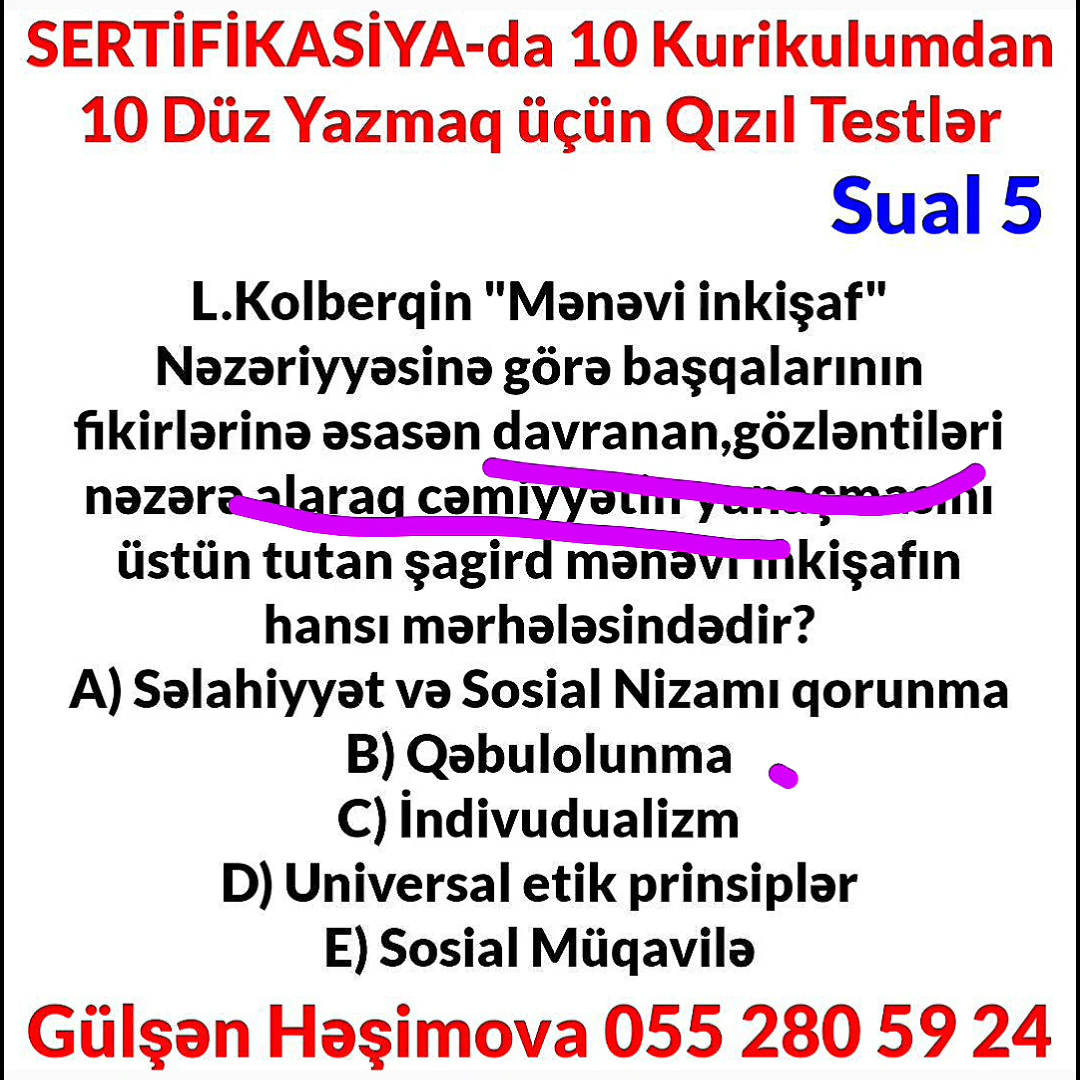 SERTİFİKASİYA-da 10 Kurikulumdan
10 Düz Yazmaq üçün Qızıl Testlər
Sual 5
L.Kolberqin "Mənəvi inkişaf"
Nəzəriyyəsinə görə başqalarının
fikirlərinə əsasən davranan,gözləntiləri
nəzərə alaraq cəmiyyətin yanaşmasını
üstün tutan şagird mənəvi inkişafın
hansı mərhələsindədir?
A) Səlahiyyət və Sosial Nizamı qorunma
B) Qəbulolunma
C) İndivudualizm
D) Universal etik prinsiplər
E) Sosial Müqavilə
Gülşən Həşimova 055 280 59 24